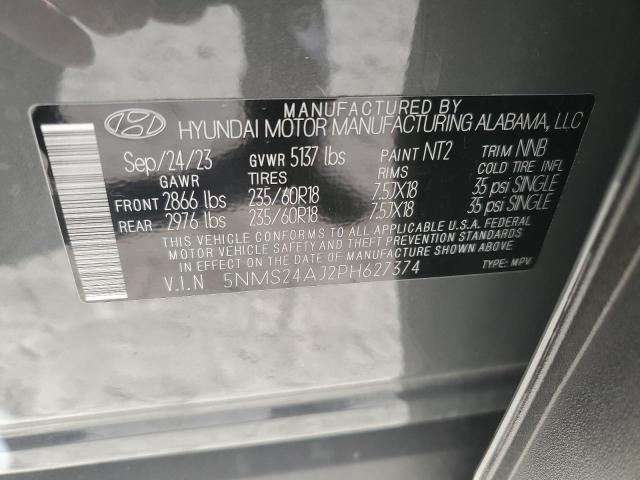 MANUFACTURED BY
HYUNDAI MOTOR MANUFACTURING ALABAMA, LLC
Sep/24/23 GVWR 5137 lbs PAINT NT2 TRIM NNB
GAWR TIRES RIMS COLD TIRE INFL
FRONT 2866 lbs 235/60R18 7.5JX18 35 psi SINGLE
REAR 2976 lbs 235/60R18 7.5JX18 35 psi SINGLE
THIS VEHICLE CONFORMS TO ALL APPLICABLE U.S.A. FEDERAL
MOTOR VEHICLE SAFETY AND THEFT PREVENTION STANDARDS
IN EFFECT ON THE DATE OF MANUFACTURE SHOWN ABOVE
V.I.N 5NMS24AJ2PH627374 TYPE: MPV